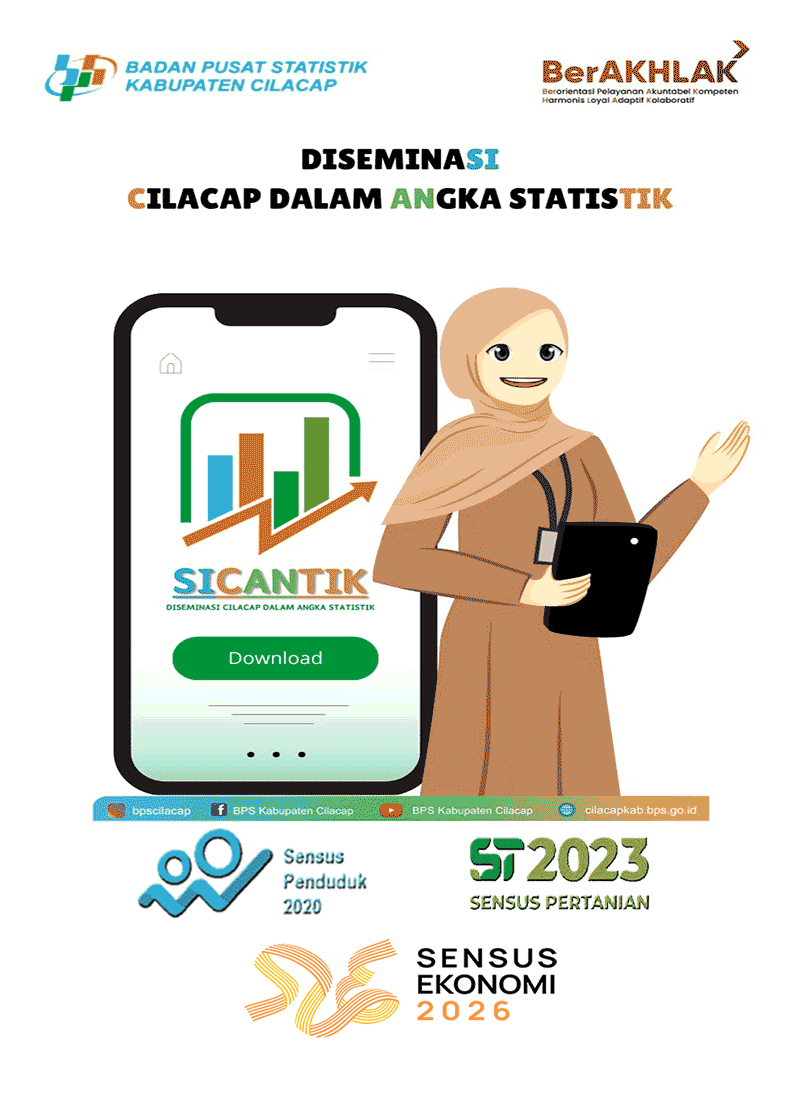 BADAN PUSAT STATISTIK
KABUPATEN CILACAP
BerAKHLAK
Berorientasi Pelayanan Akuntabel Kompeten
Harmonis Loyal Adaptif Kolaboratif
DISEMINASI
CILACAP DALAM ANGKA STATISTIK
SICANTIK
DISEMINASI CILACAP DALAM ANGKA STATISTIK
Download
bpscilacap
BPS Kabupaten Cilacap
BPS Kabupaten Cilacap
cilacapkab.bps.go.id
Sensus
Penduduk
2020
ST2023
SENSUS PERTANIAN
SENSUS
EKONOMI
2026